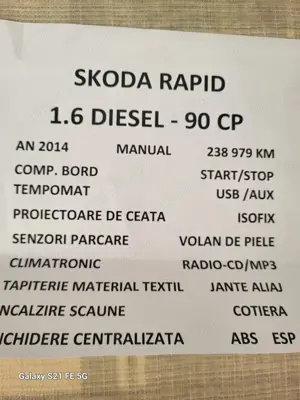 SKODA RAPID
1.6 DIESEL - 90 CP
AN 2014 MANUAL 238 979 KM
COMP. BORD START/STOP
TEMPOMAT USB /AUX
PROIECTOARE DE CEATA ISOFIX
SENZORI PARCARE VOLAN DE PIELE
CLIMATRONIC RADIO-CD/MP3
TAPITERIE MATERIAL TEXTIL JANTE ALIAJ
NCALZIRE SCAUNE COTIERA
NCHIDERE CENTRALIZATA ABS ESP
Galaxy S21 FE 5G